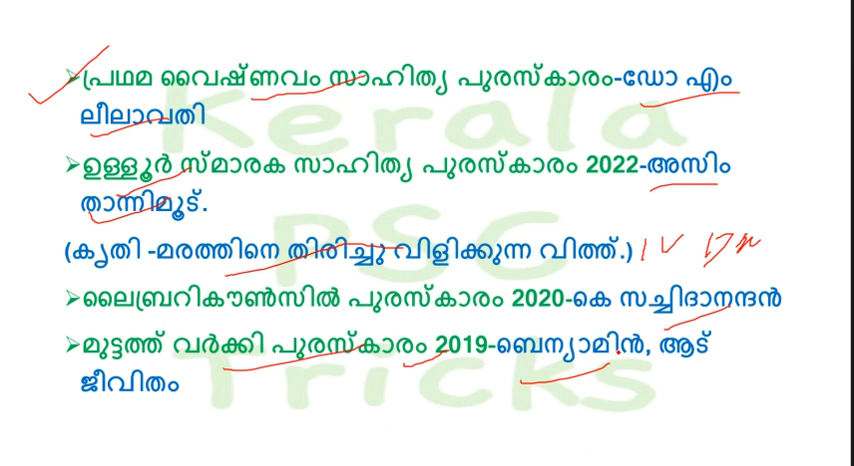 ➢പ്രഥമ വൈഷ്ണവം സാഹിത്യ പുരസ്കാരം-ഡോ എം
ലീലാവതി
➢ഉള്ളൂർ സ്മാരക സാഹിത്യ പുരസ്കാരം 2022-അസിം
താന്നിമൂട്.
(കൃതി -മരത്തിനെ തിരിച്ചു വിളിക്കുന്ന വിത്ത്.)
➢ലൈബ്രറികൗൺസിൽ പുരസ്കാരം 2020-കെ സച്ചിദാനന്ദൻ
➢മുട്ടത്ത് വർക്കി പുരസ്കാരം 2019-ബെന്യാമിൻ, ആട്
ജീവിതം
Kerala
PSC
Tricks